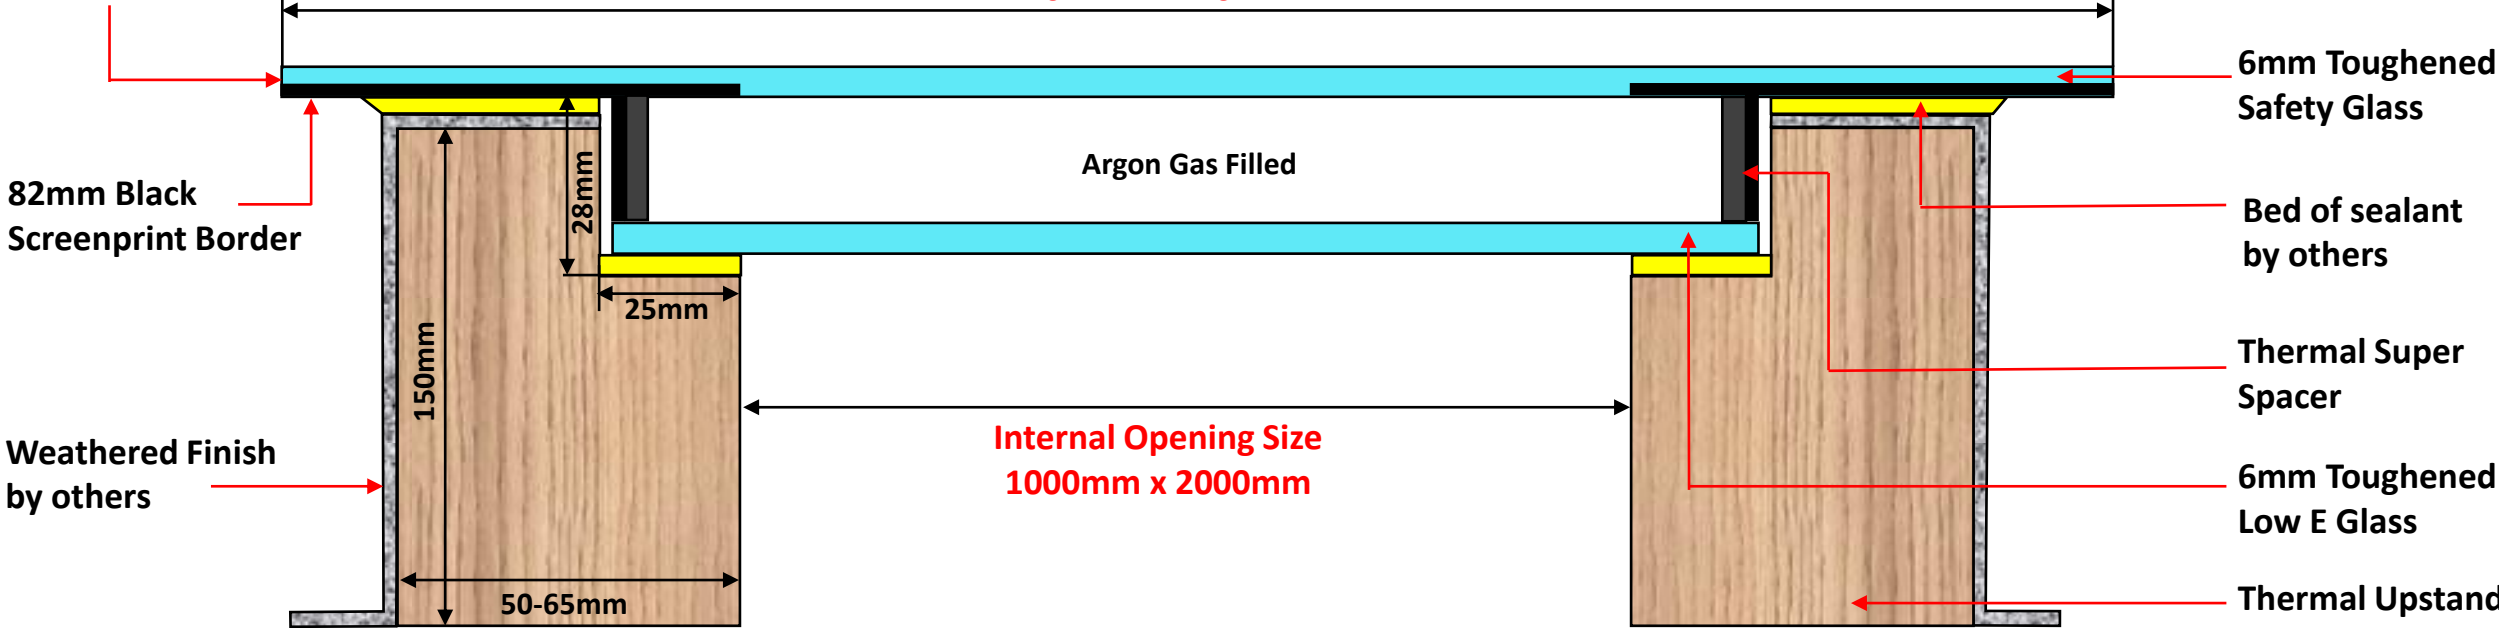 6mm Toughened
Safety Glass
Argon Gas Filled
82mm Black
Screenprint Border
28mm
Bed of sealant
by others
25mm
150mm
Thermal Super
Spacer
Internal Opening Size
1000mm x 2000mm
Weathered Finish
by others
6mm Toughened
Low E Glass
50-65mm
Thermal Upstand